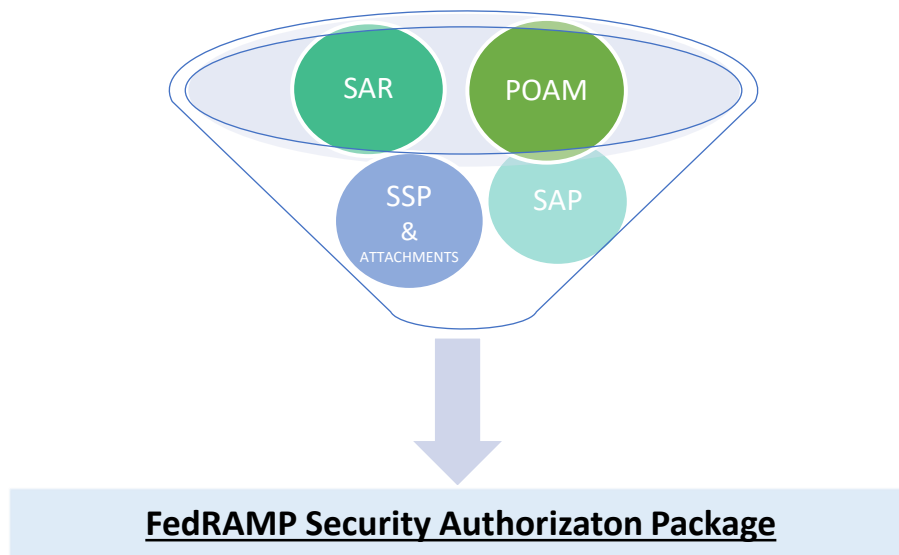 SAR
POAM
SSP
&
ATTACHMENTS
SAP
FedRAMP Security Authorizaton Package